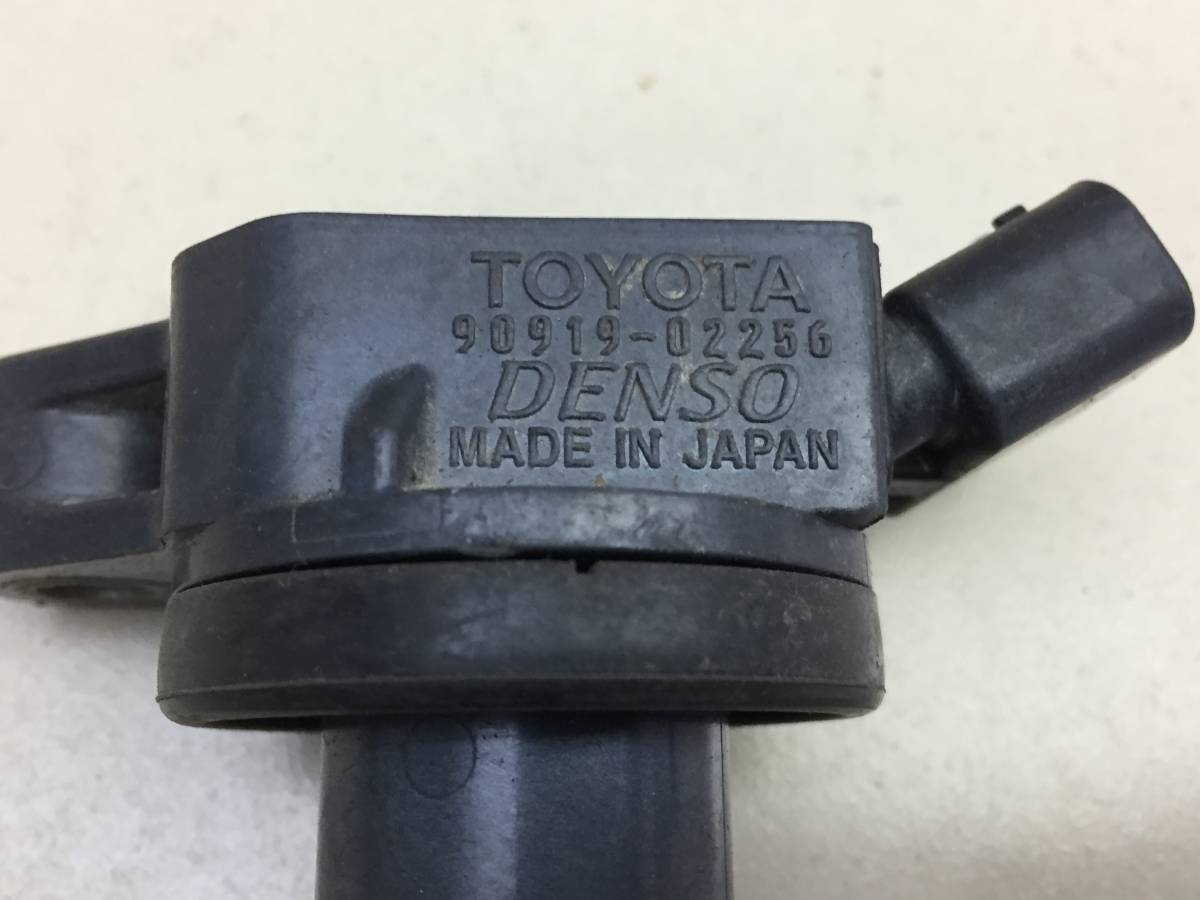 TOYOTA
90919-02256
DENSO
MADE IN JAPAN